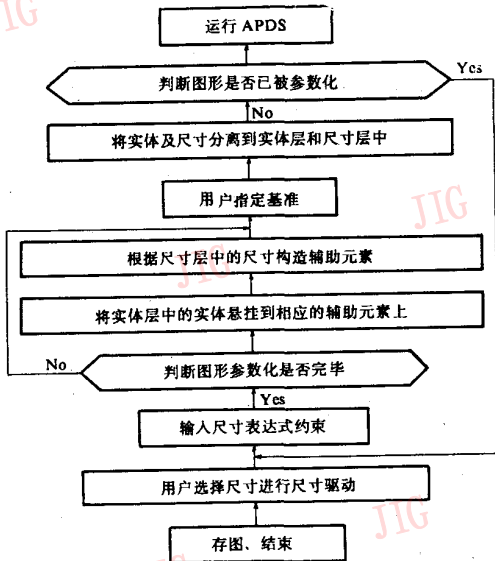 JIG
运行 APDS
Yes
判断图形是否已被参数化
No
将实体及尺寸分离到实体层和尺寸层中
用户指定基准
JIG
根据尺寸层中的尺寸构造辅助元素
JIG
将实体层中的实体悬挂到相应的辅助元素上
No
判断图形参数化是否完毕
Yes
输入尺寸表达式约束
用户选择尺寸进行尺寸驱动
JIG
存图、结束